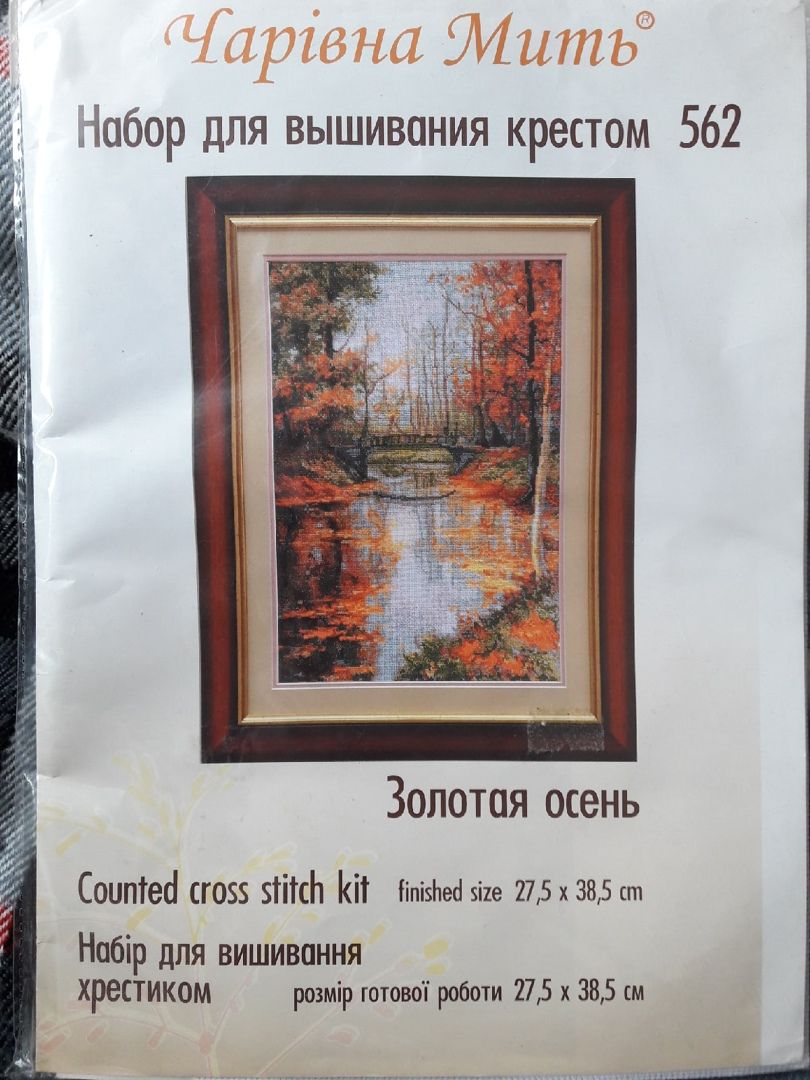 Чарівна Мить®
Набор для вышивания крестом 562
Золотая осень
Counted cross stitch kit finished size 27,5 x 38,5 cm
Набір для вишивання
хрестиком розмір готової роботи 27,5 х 38,5 см